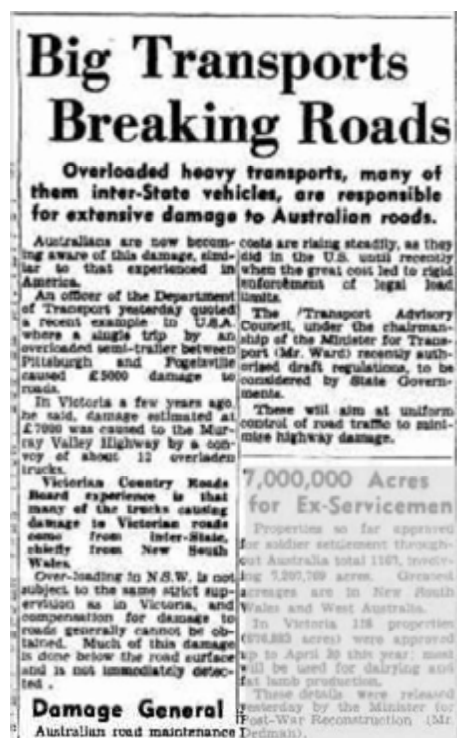 Big Transports
Breaking Roads
Overloaded heavy transports, many of
them inter-State vehicles, are responsible
for extensive damage to Australian roads.
Australians are now becom-
ing aware of this damage, simi-
lar to that experienced in
America.
An officer of the Department
of Transport yesterday quoted
a recent example in U.S.A.
where a single trip by an
overloaded semi-trailer between
Pittsburgh and Fogelsville
caused £5000 damage to
roads.
In Victoria a few years ago,
he said, damage estimated at
£7000 was caused to the Mur-
ray Valley Highway by a con-
voy of about 12 overladen
trucks.
Victorian Country Roads
Board experience is that
many of the trucks causing
damage to Victorian roads
come from inter-State,
chiefly from New South
Wales.
Over-loading in N.S.W. is not
subject to the same strict sup-
ervision as in Victoria, and
compensation for damage to
roads generally cannot be ob-
tained. Much of this damage
is done below the road surface
and is not immediately detec-
ted.
Damage General
Australian road maintenance
costs are rising steadily, as they
did in the U.S. until recently
when the great cost led to rigid
enforcement of legal load
limits.
The Transport Advisory
Council, under the chairman-
ship of the Minister for Trans-
port (Mr. Ward) recently auth-
orised draft regulations, to be
considered by State Govern-
ments.
These will aim at uniform
control of road traffic to mini-
mise highway damage.
7,000,000 Acres
for Ex-Servicemen
Properties so far approved
for soldier settlement through-
out Australia total 1163, involv-
ing acres. Greatest
acreages are in New South
Wales and West Australia.
In Victoria properties
acres) were approved
up to April 30 this year; most
will be used for dairying and
fat lamb production.
These details were released
yesterday by the Minister for
Post-War Reconstruction (Mr.
Dedman).